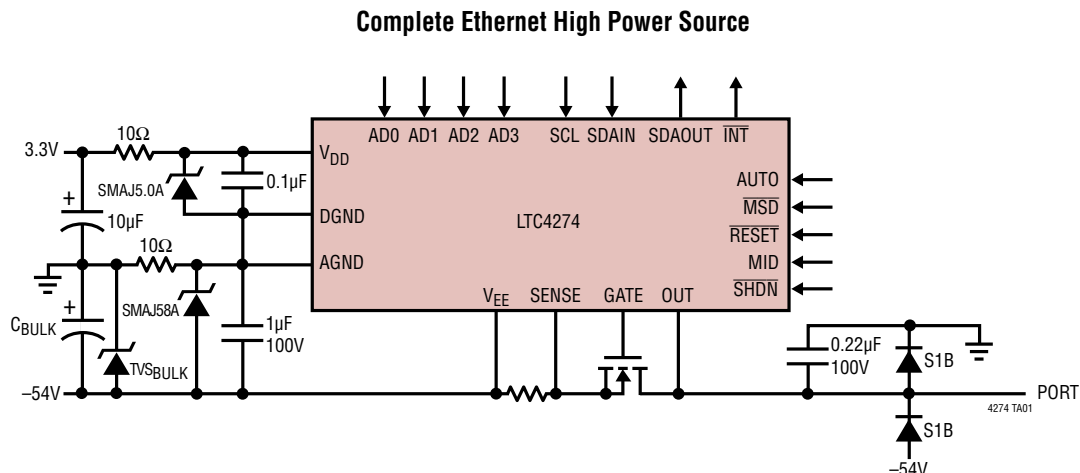 Complete Ethernet High Power Source
AD0 AD1 AD2 AD3 SCL SDAIN SDAOUT INT
3.3V
10Ω
SMAJ5.0A
0.1µF
VDD
+
10µF
DGND
LTC4274
AUTO
MSD
RESET
MID
SHDN
10Ω
AGND
VEE SENSE GATE OUT
+
CBULK
TVSBULK
SMAJ58A
1µF
100V
–54V
0.22µF
100V
S1B
PORT
4274 TA01
S1B
–54V